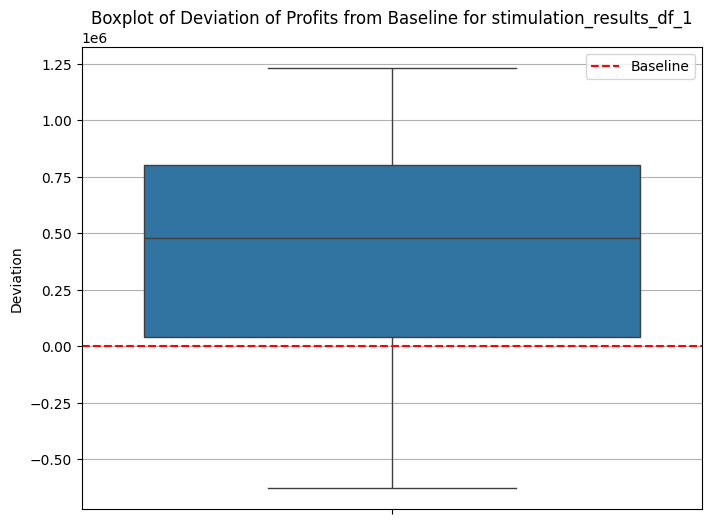 Boxplot of Deviation of Profits from Baseline for stimulation_results_df_1
1e6
Baseline
1.25
1.00
0.75
0.50
0.25
0.00
−0.25
−0.50
Deviation